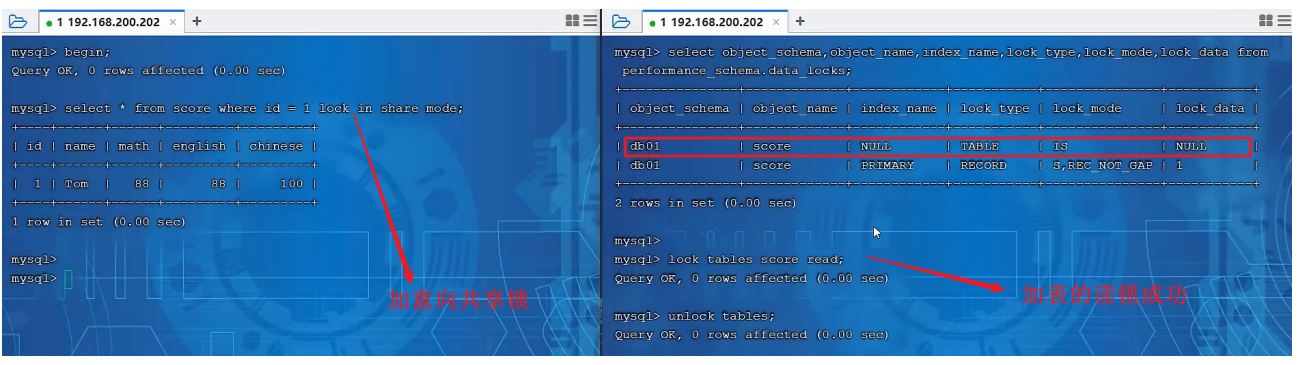 1 192.168.200.202 × +
mysql> begin;
Query OK, 0 rows affected (0.00 sec)
mysql> select * from score where id = 1 lock in share mode;
+----+------+------+---------+---------+
| id | name | math | english | chinese |
+----+------+------+---------+---------+
| 1 | Tom | 88 | 88 | 100 |
+----+------+------+---------+---------+
1 row in set (0.00 sec)
mysql>
mysql>
加意向共享锁
1 192.168.200.202 × +
mysql> select object_schema,object_name,index_name,lock_type,lock_mode,lock_data from
performance_schema.data_locks;
+---------------+-------------+------------+-----------+---------------+-----------+
| object_schema | object_name | index_name | lock_type | lock_mode | lock_data |
+---------------+-------------+------------+-----------+---------------+-----------+
| db01 | score | NULL | TABLE | IS | NULL |
| db01 | score | PRIMARY | RECORD | S,REC_NOT_GAP | 1 |
+---------------+-------------+------------+-----------+---------------+-----------+
2 rows in set (0.00 sec)
mysql>
mysql> lock tables score read;
Query OK, 0 rows affected (0.00 sec)
加表的读锁成功
mysql> unlock tables;
Query OK, 0 rows affected (0.00 sec)